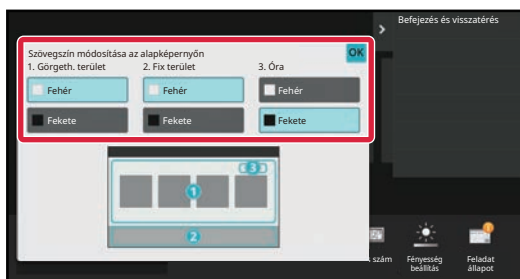 Befejezés és visszatérés
Szövegszín módosítása az alapképernyőn
OK
1. Görgeth. terület
2. Fix terület
3. Óra
Fehér
Fehér
Fehér
Fekete
Fekete
Fekete
3
1
2
szám
Fényesség
beállítás
Feladat
állapot